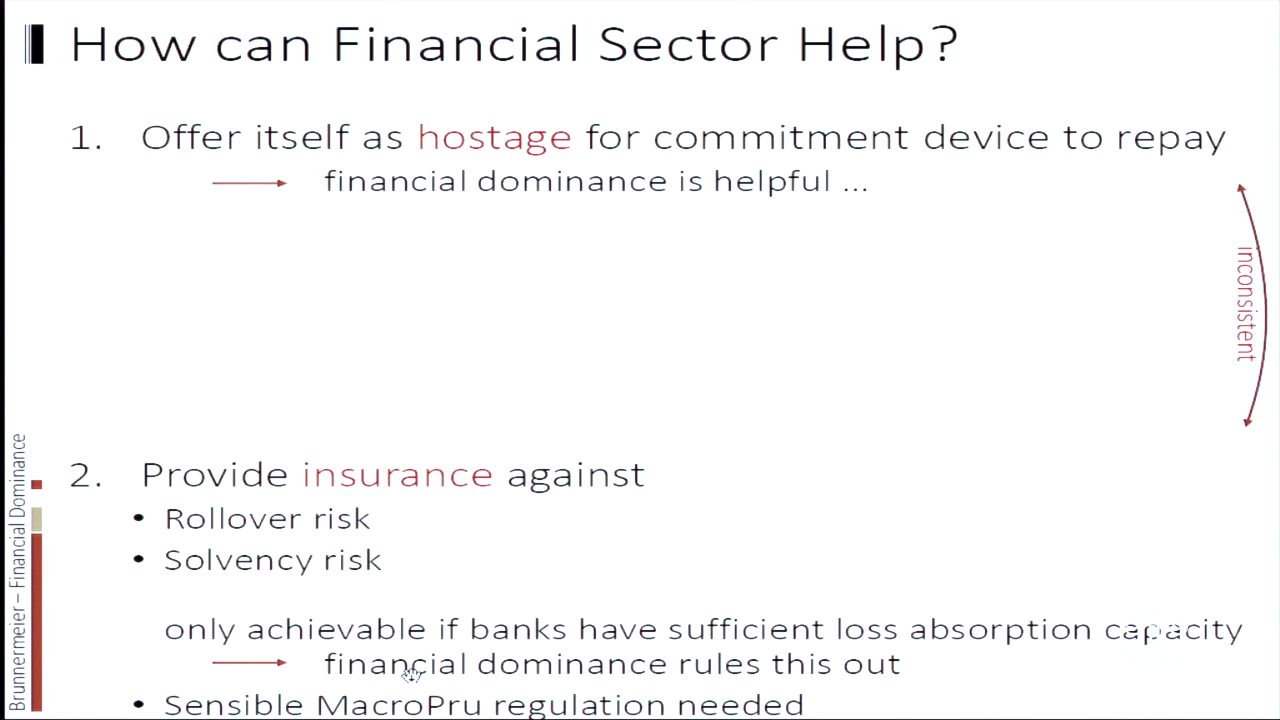 How can Financial Sector Help?
1. Offer itself as hostage for commitment device to repay
financial dominance is helpful ...
inconsistent
2. Provide insurance against
• Rollover risk
• Solvency risk
only achievable if banks have sufficient loss absorption capacity
financial dominance rules this out
• Sensible MacroPru regulation needed
Brunnermeier – Financial Dominance